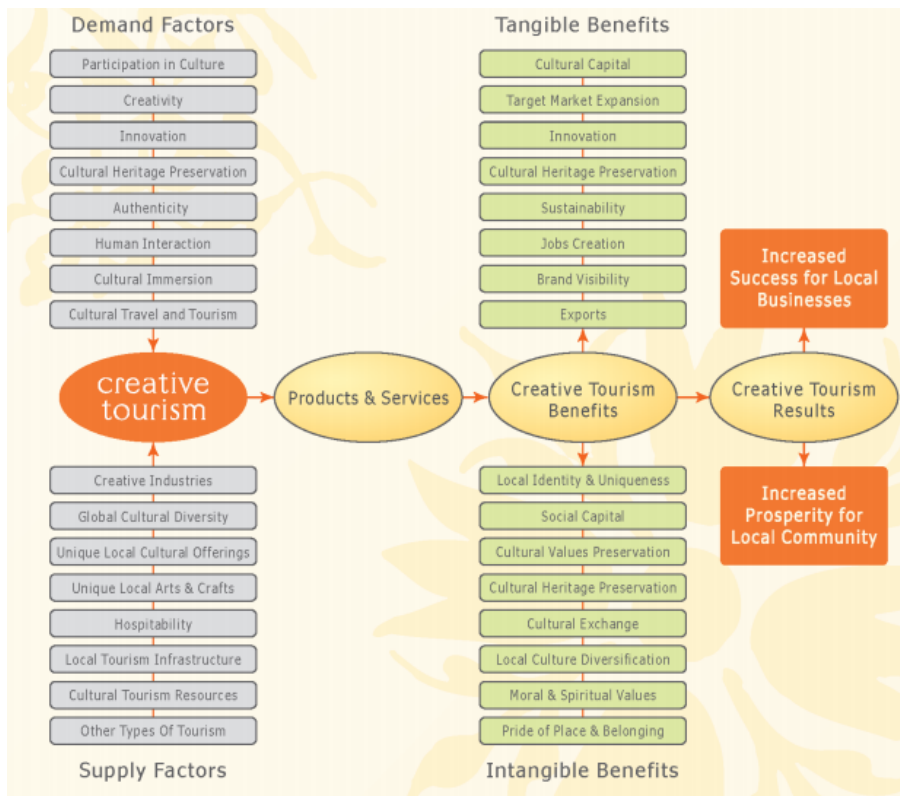 Demand Factors
Participation in Culture
Creativity
Innovation
Cultural Heritage Preservation
Authenticity
Human Interaction
Cultural Immersion
Cultural Travel and Tourism
creative
tourism
Creative Industries
Global Cultural Diversity
Unique Local Cultural Offerings
Unique Local Arts & Crafts
Hospitability
Local Tourism Infrastructure
Cultural Tourism Resources
Other Types Of Tourism
Supply Factors
Products & Services
Tangible Benefits
Cultural Capital
Target Market Expansion
Innovation
Cultural Heritage Preservation
Sustainability
Jobs Creation
Brand Visibility
Exports
Creative Tourism
Benefits
Local Identity & Uniqueness
Social Capital
Cultural Values Preservation
Cultural Heritage Preservation
Cultural Exchange
Local Culture Diversification
Moral & Spiritual Values
Pride of Place & Belonging
Intangible Benefits
Increased
Success for Local
Businesses
Creative Tourism
Results
Increased
Prosperity for
Local Community